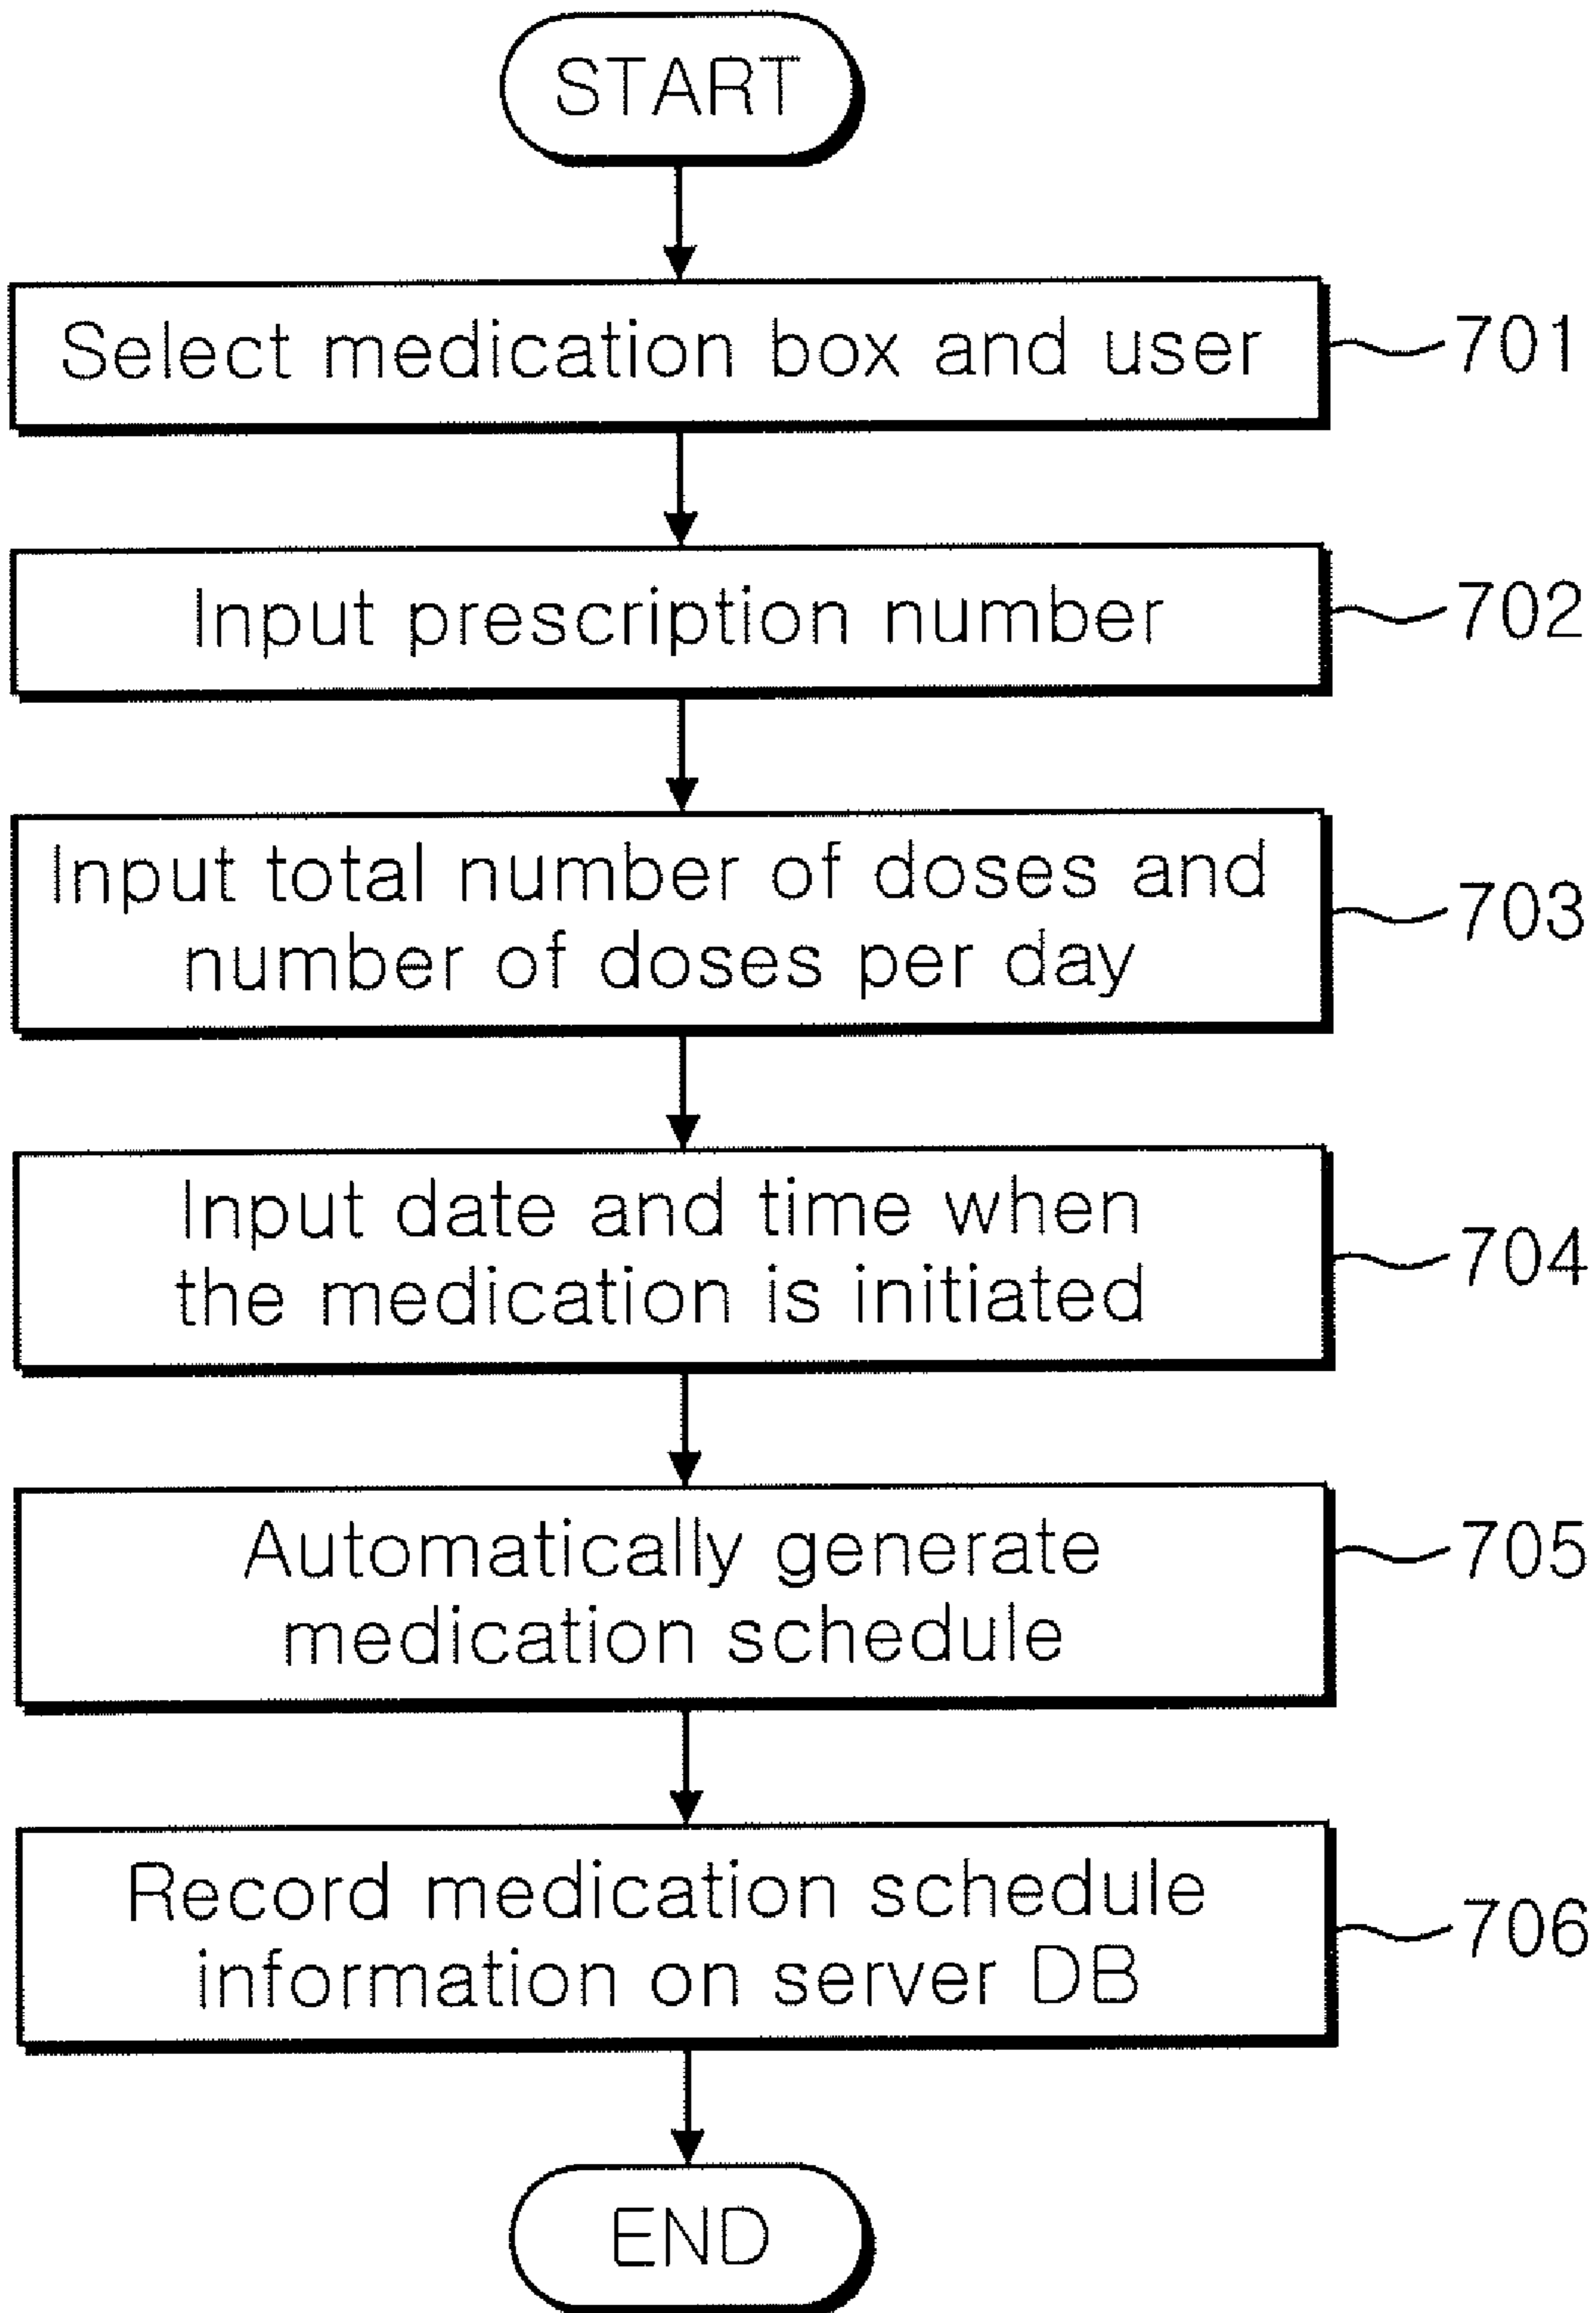 START
Select medication box and user
701
Input prescription number
702
Input total number of doses and
number of doses per day
703
Input date and time when
the medication is initiated
704
Automatically generate
medication schedule
705
Record medication schedule
information on server DB
706
END